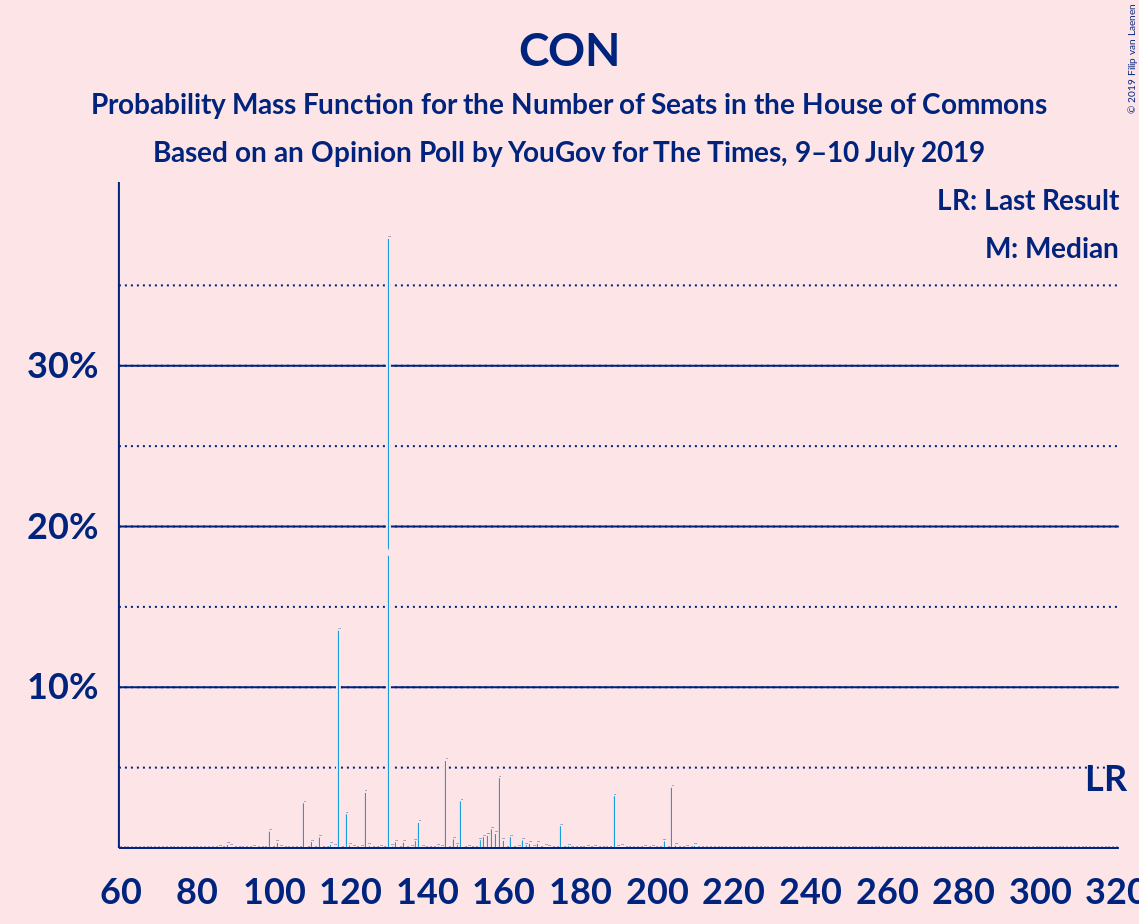 CON
Probability Mass Function for the Number of Seats in the House of Commons
Based on an Opinion Poll by YouGov for The Times, 9–10 July 2019
© 2019 Filip van Laenen
LR: Last Result
M: Median
30%
20%
10%
LR
60 80 100 120 140 160 180 200 220 240 260 280 300 320